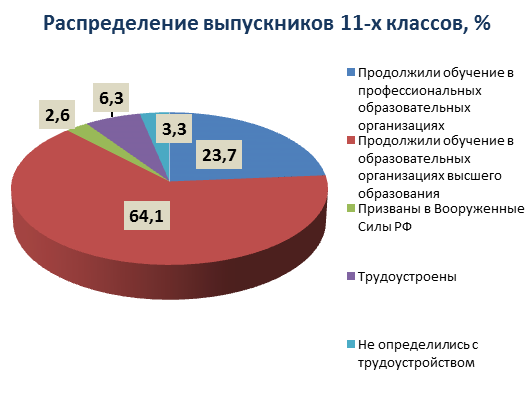 Распределение выпускников 11-х классов, %
6,3
2,6
3,3
23,7
64,1
Продолжили обучение в
профессиональных
образовательных
организациях
Продолжили обучение в
образовательных
организациях высшего
образования
Призваны в Вооруженные
Силы РФ
Трудоустроены
Не определились с
трудоустройством